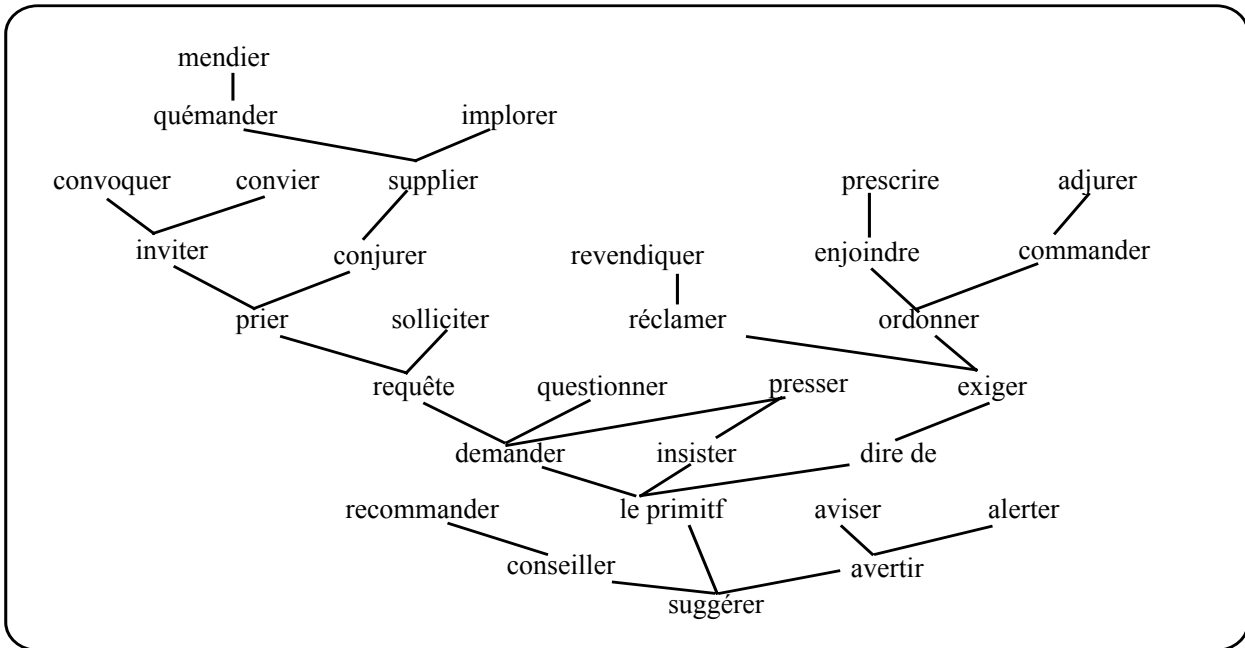 mendier
quémander implorer
convoquer convier supplier prescrire adjurer
inviter conjurer revendiquer enjoindre commander
prier solliciter réclamer ordonner
requête questionner presser exiger
demander insister dire de
recommander le primitf aviser alerter
conseiller avertir
suggérer